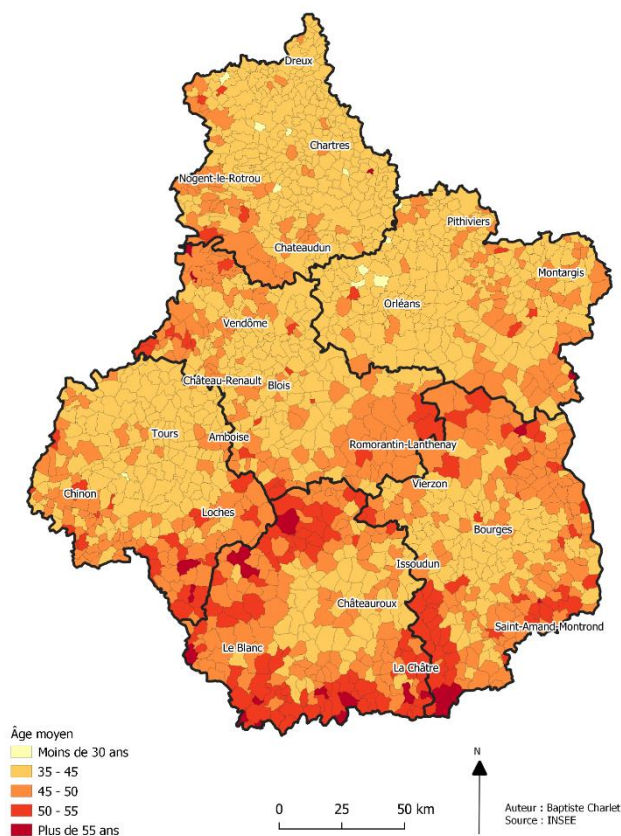 Dreux
Chartres
Nogent-le-Rotrou
Pithiviers
Chateaudun
Montargis
Orléans
Vendôme
Château-Renault
Blois
Tours
Amboise
Romorantin-Lanthenay
Vierzon
Chinon
Loches
Bourges
Issoudun
Châteauroux
Saint-Amand-Montrond
Le Blanc
La Châtre
Âge moyen
Moins de 30 ans
35 - 45
45 - 50
50 - 55
Plus de 55 ans
0 25 50 km
N
Auteur : Baptiste Charlet
Source : INSEE